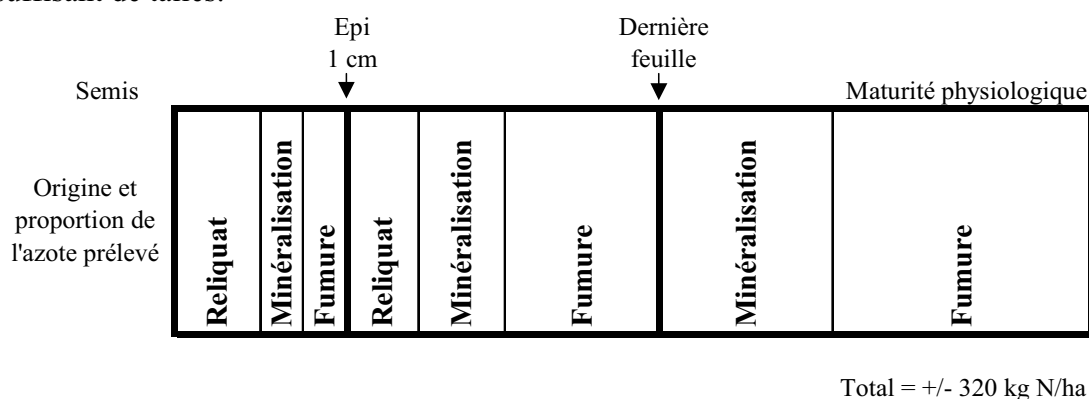 Epi
1 cm
Dernière
feuille
Semis
Maturité physiologique
Origine et
proportion de
l'azote prélevé
Reliquat
Minéralisation
Fumure
Reliquat
Minéralisation
Fumure
Minéralisation
Fumure
Total = +/- 320 kg N/ha